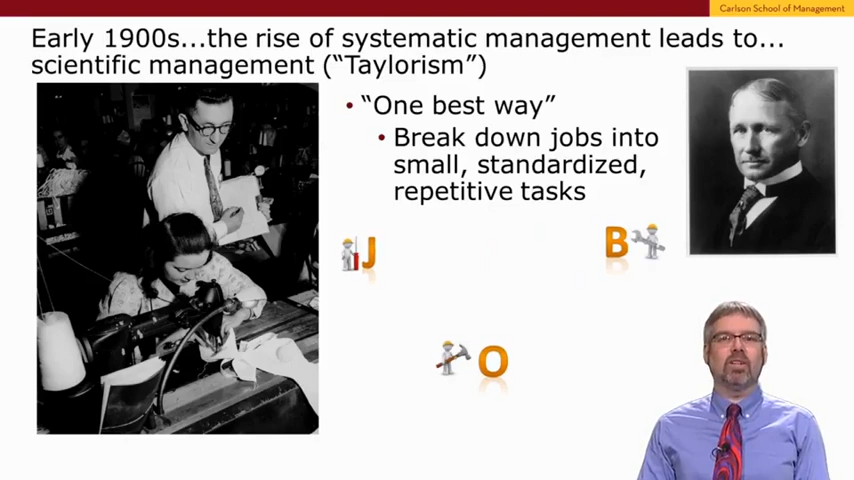 Carlson School of Management
Early 1900s...the rise of systematic management leads to...
scientific management (“Taylorism”)
• “One best way”
• Break down jobs into
small, standardized,
repetitive tasks
J
B
O